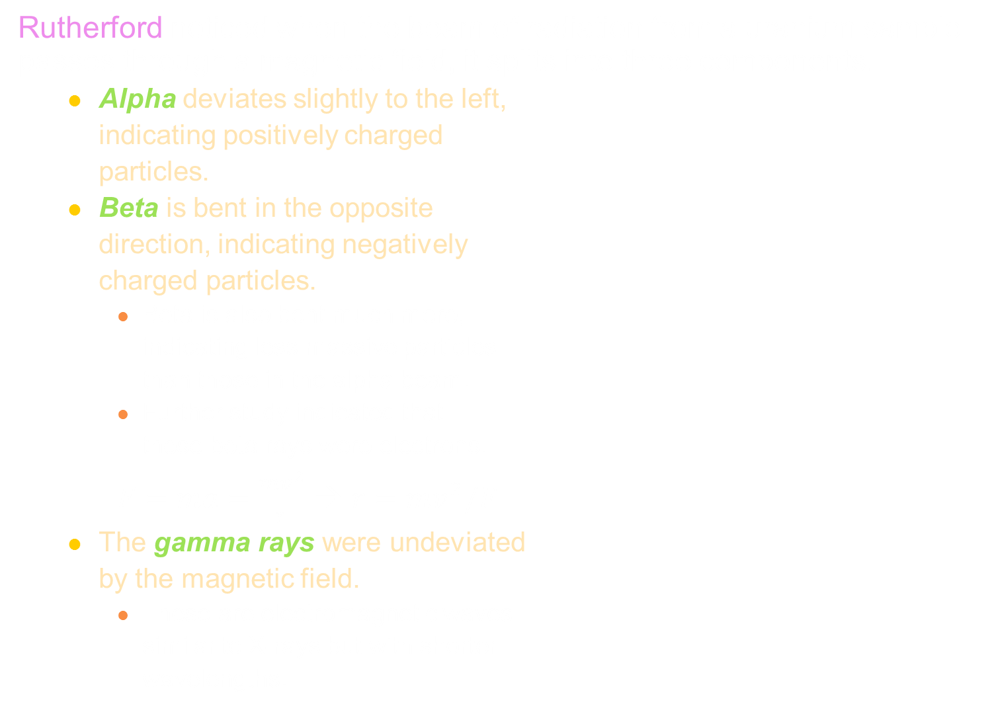 Rutherford
● Alpha deviates slightly to the left,
indicating positively charged
particles.
● Beta is bent in the opposite
direction, indicating negatively
charged particles.
•
•
● The gamma rays were undeviated
by the magnetic field.
•